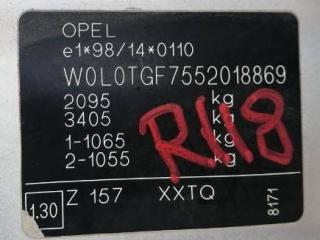 OPEL
e1*98/14*0110
W0L0TGF7552018869
2095 kg
3405 kg
1-1065 kg
2-1055 kg
R118
1.30 Z 157 XXTQ 8171